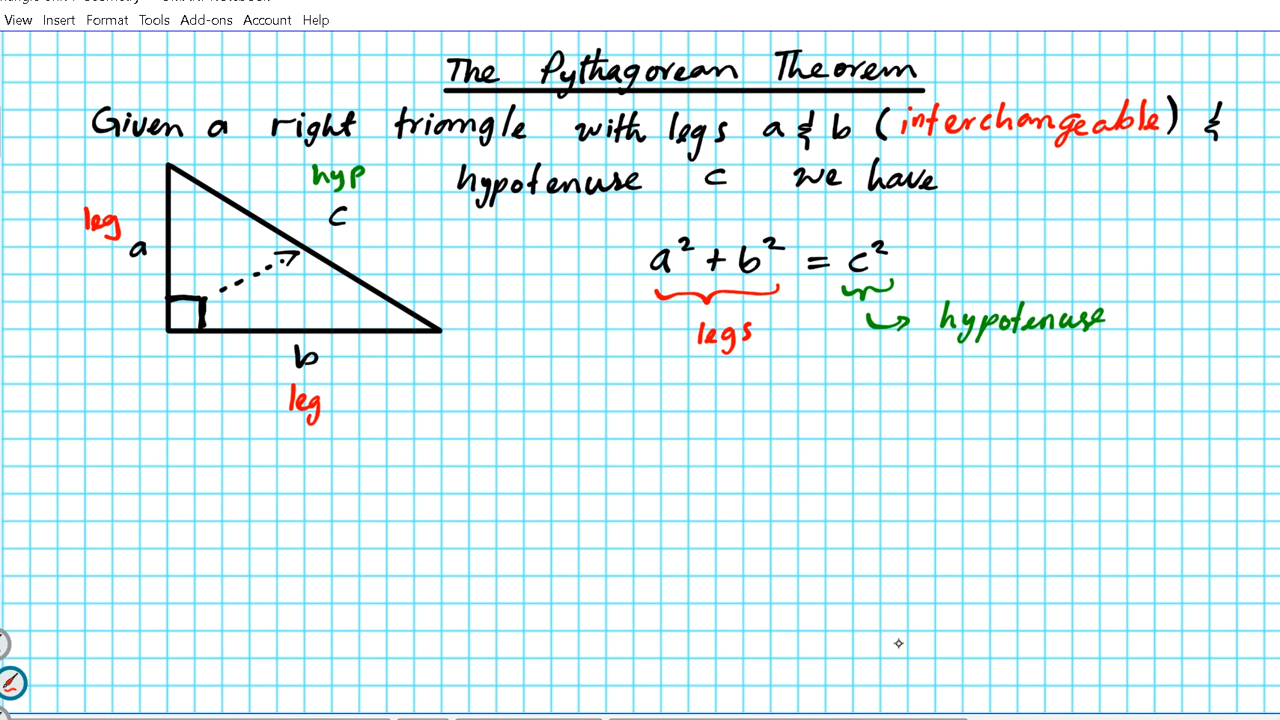 View Insert Format Tools Add-ons Account Help
The Pythagorean Theorem
Given a right triangle with legs a & b (interchangeable) &
hypotenuse c we have
hyp
c
leg
a
b
leg
a² + b² = c²
legs
hypotenuse